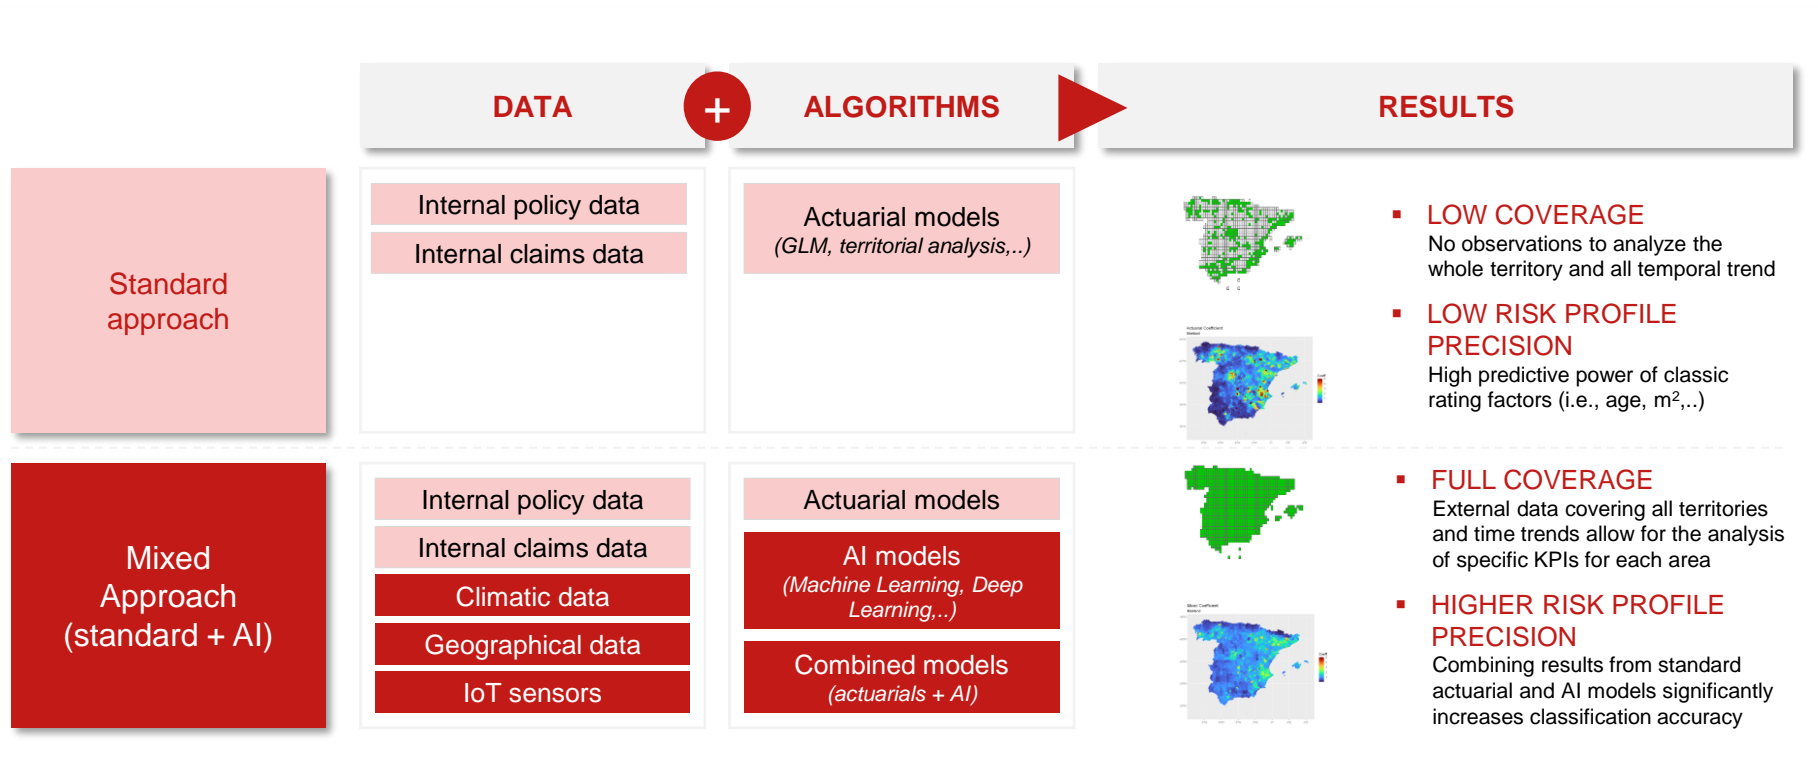 DATA
+
ALGORITHMS
RESULTS
Standard
approach
Internal policy data
Internal claims data
Actuarial models
(GLM, territorial analysis,..)
Actuarial Coefficient
▪ LOW COVERAGE
No observations to analyze the
whole territory and all temporal trend
▪ LOW RISK PROFILE
PRECISION
High predictive power of classic
rating factors (i.e., age, m²,..)
Mixed
Approach
(standard + AI)
Internal policy data
Internal claims data
Climatic data
Geographical data
IoT sensors
Actuarial models
AI models
(Machine Learning, Deep
Learning,..)
Combined models
(actuarials + AI)
Mixed Coefficient
▪ FULL COVERAGE
External data covering all territories
and time trends allow for the analysis
of specific KPIs for each area
▪ HIGHER RISK PROFILE
PRECISION
Combining results from standard
actuarial and AI models significantly
increases classification accuracy